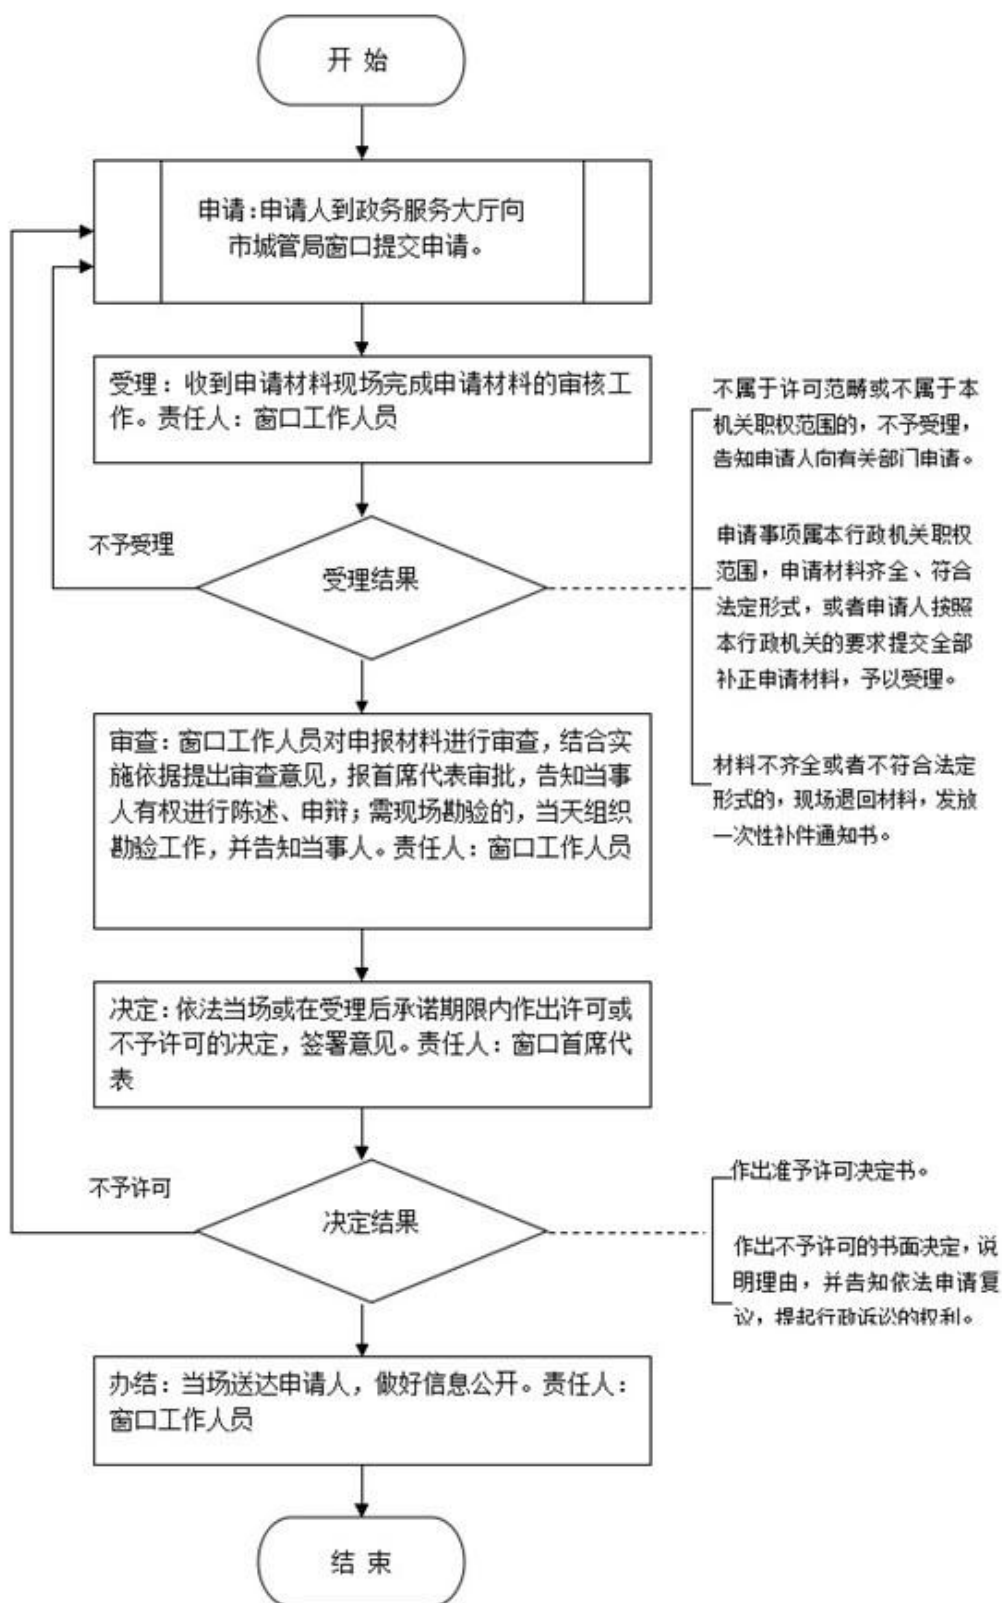 开 始
申请:申请人到政务服务大厅向
市城管局窗口提交申请。
受理：收到申请材料现场完成申请材料的审核工
作。责任人：窗口工作人员
不属于许可范畴或不属于本
机关职权范围的，不予受理，
告知申请人向有关部门申请。
不予受理
受理结果
申请事项属本行政机关职权
范围，申请材料齐全、符合
法定形式，或者申请人按照
本行政机关的要求提交全部
补正申请材料，予以受理。
材料不齐全或者不符合法定
形式的，现场退回材料，发放
一次性补件通知书。
审查：窗口工作人员对申报材料进行审查，结合实
施依据提出审查意见，报首席代表审批，告知当事
人有权进行陈述、申辩；需现场勘验的，当天组织
勘验工作，并告知当事人。责任人：窗口工作人员
决定：依法当场或在受理后承诺期限内作出许可或
不予许可的决定，签署意见。责任人：窗口首席代
表
不予许可
决定结果
作出准予许可决定书。
作出不予许可的书面决定，说
明理由，并告知依法申请复
议，提起行政诉讼的权利。
办结：当场送达申请人，做好信息公开。责任人：
窗口工作人员
结 束